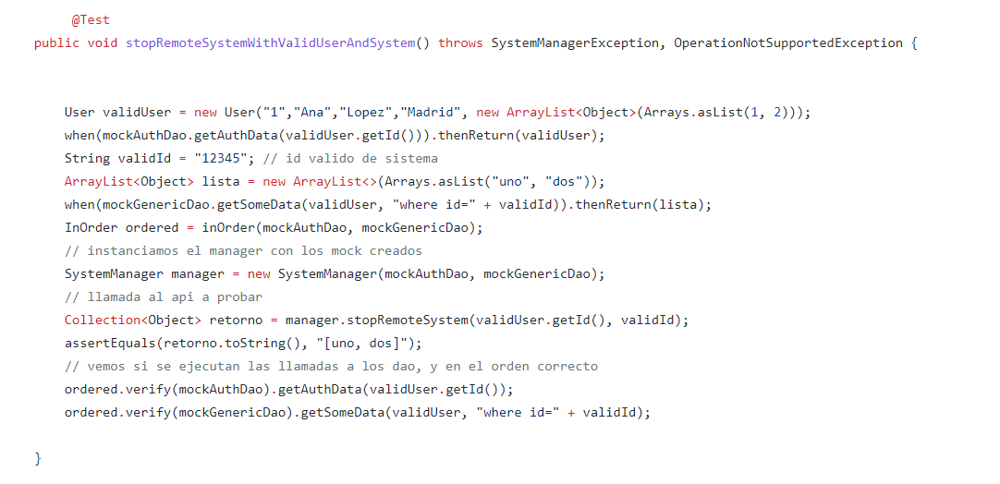 @Test
public void stopRemoteSystemWithValidUserAndSystem() throws SystemManagerException, OperationNotSupportedException {
User validUser = new User("1","Ana","Lopez","Madrid", new ArrayList<Object>(Arrays.asList(1, 2)));
when(mockAuthDao.getAuthData(validUser.getId())).thenReturn(validUser);
String validId = "12345"; // id valido de sistema
ArrayList<Object> lista = new ArrayList<>(Arrays.asList("uno", "dos"));
when(mockGenericDao.getSomeData(validUser, "where id=" + validId)).thenReturn(lista);
InOrder ordered = inOrder(mockAuthDao, mockGenericDao);
// instanciamos el manager con los mock creados
SystemManager manager = new SystemManager(mockAuthDao, mockGenericDao);
// llamada al api a probar
Collection<Object> retorno = manager.stopRemoteSystem(validUser.getId(), validId);
assertEquals(retorno.toString(), "[uno, dos]");
// vemos si se ejecutan las llamadas a los dao, y en el orden correcto
ordered.verify(mockAuthDao).getAuthData(validUser.getId());
ordered.verify(mockGenericDao).getSomeData(validUser, "where id=" + validId);
}